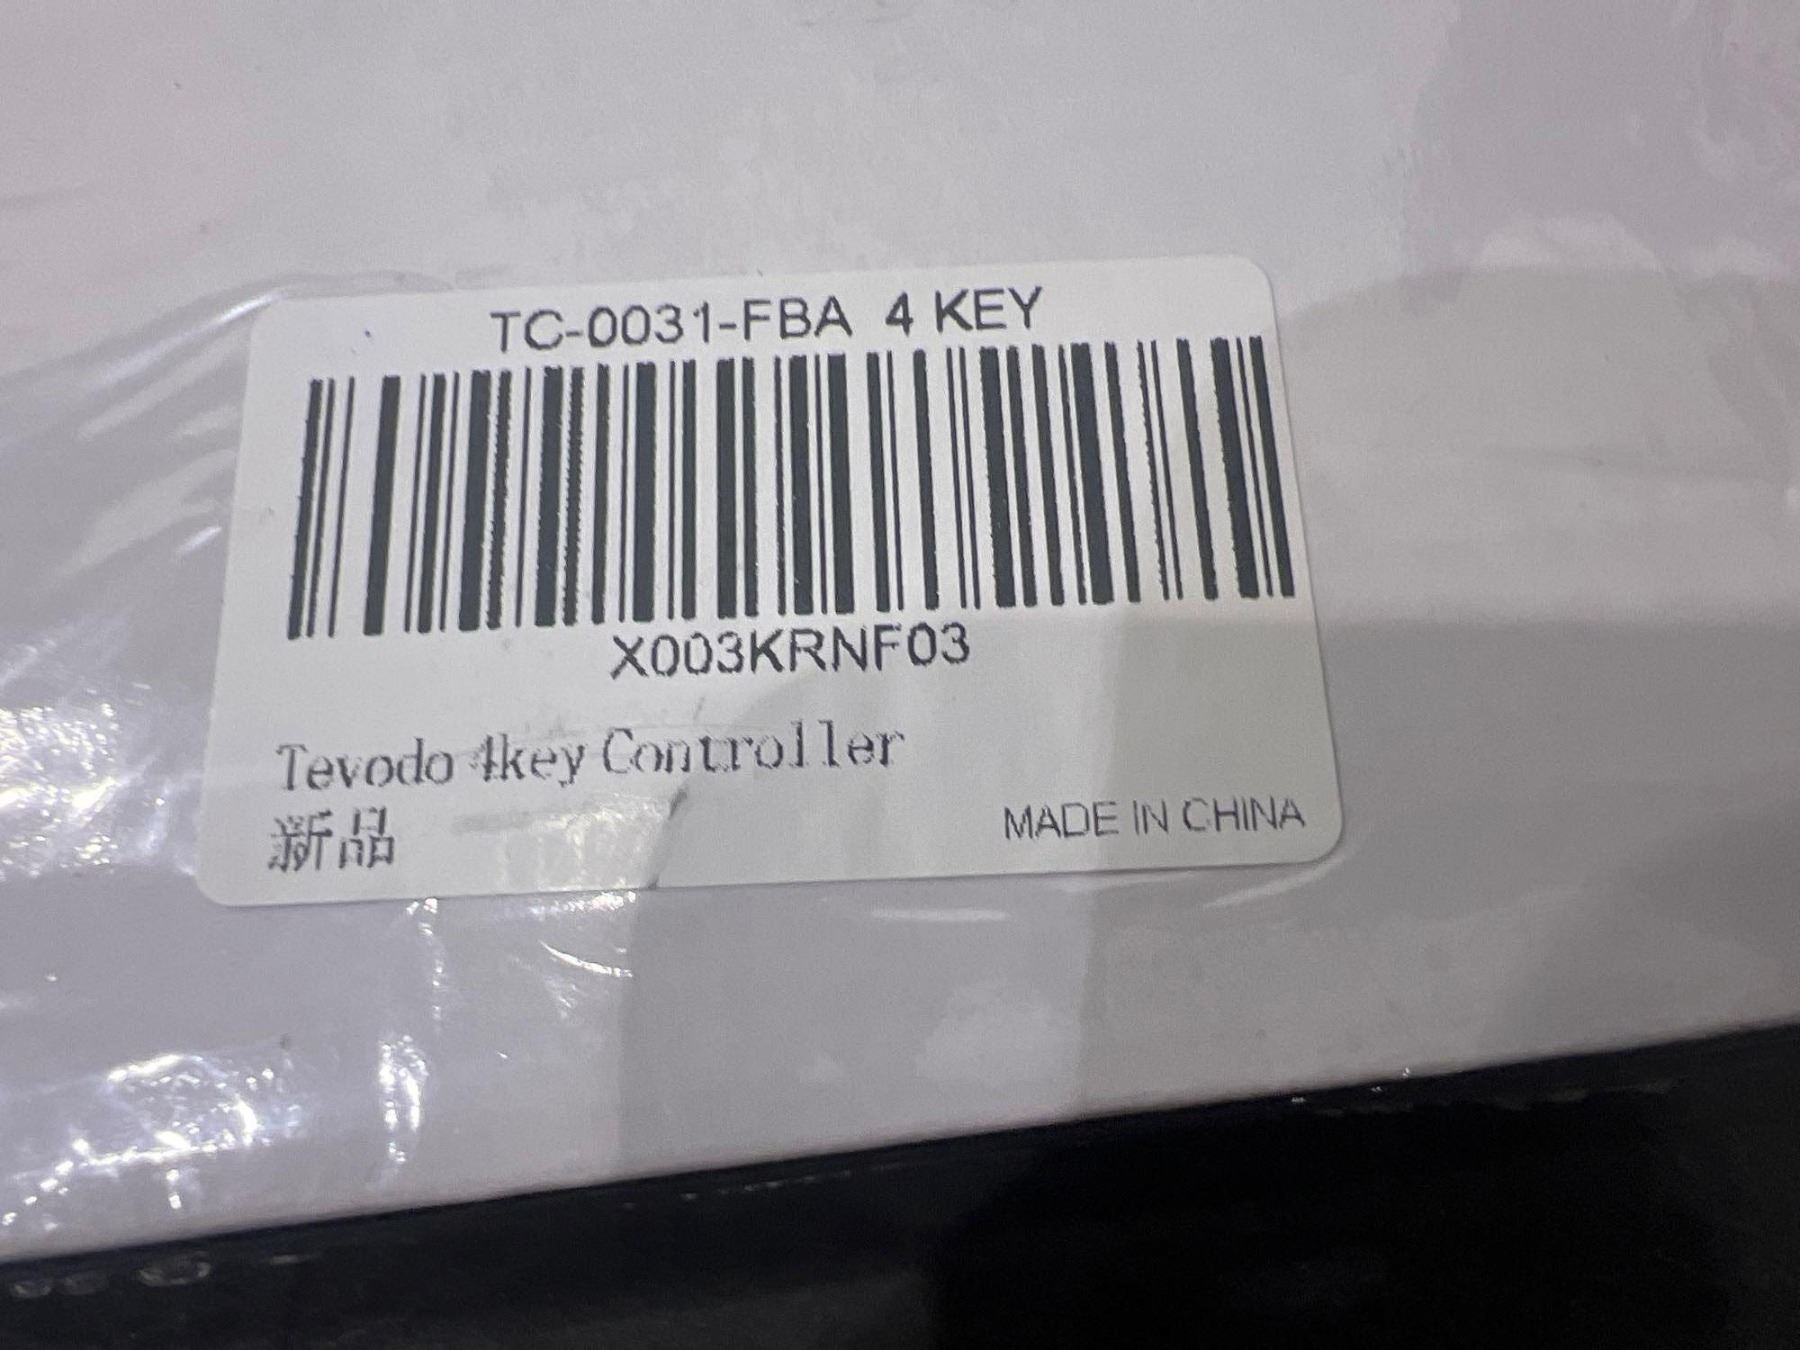 TC-0031-FBA 4 KEY
X003KRNF03
Tevodo 4key Controller
新品
MADE IN CHINA